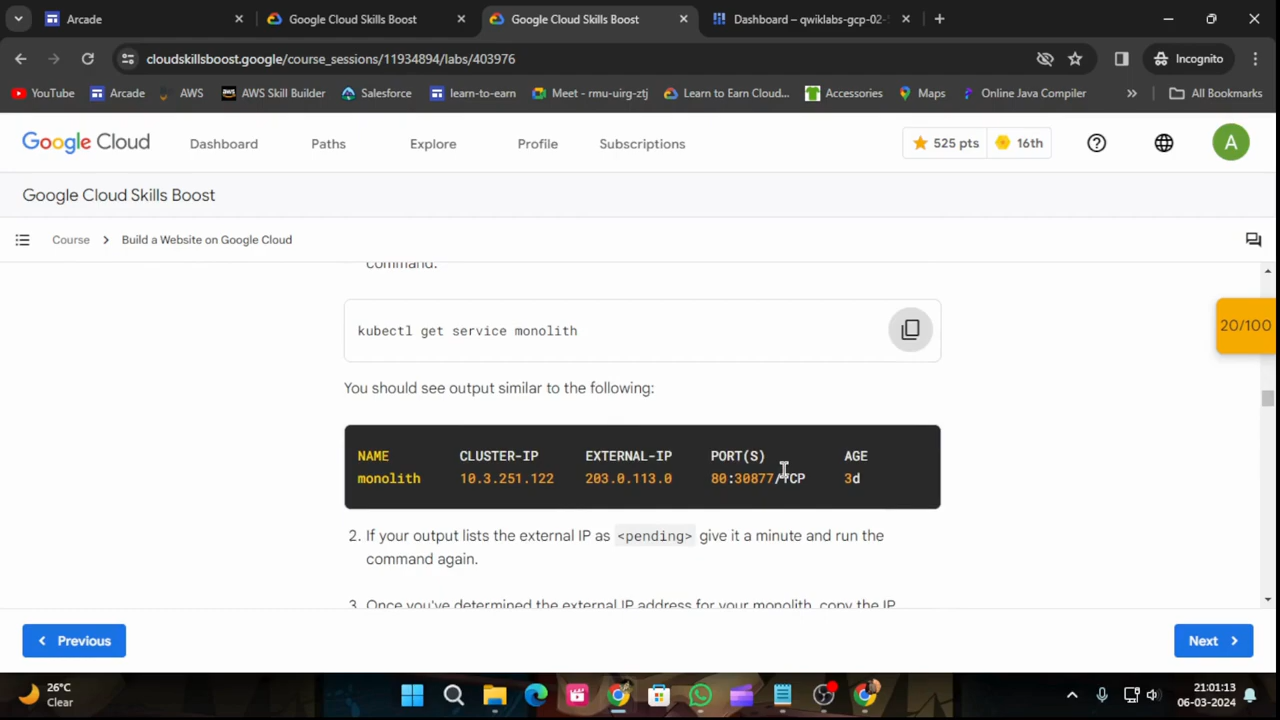 Arcade
Google Cloud Skills Boost
Google Cloud Skills Boost
Dashboard – qwiklabs-gcp-02-
cloudskillsboost.google/course_sessions/11934894/labs/403976
Incognito
YouTube
Arcade
AWS
AWS Skill Builder
Salesforce
learn-to-earn
Meet - rmu-uirg-ztj
Learn to Earn Cloud...
Accessories
Maps
Online Java Compiler
All Bookmarks
Google Cloud
Dashboard
Paths
Explore
Profile
Subscriptions
525 pts
16th
A
Google Cloud Skills Boost
Course
Build a Website on Google Cloud
command.
kubectl get service monolith
20/100
You should see output similar to the following:
NAME CLUSTER-IP EXTERNAL-IP PORT(S) AGE
monolith 10.3.251.122 203.0.113.0 80:30877/TCP 3d
2. If your output lists the external IP as <pending> give it a minute and run the
command again.
3. Once you've determined the external IP address for your monolith, copy the IP
Previous
Next
26°C
Clear
21:01:13
06-03-2024